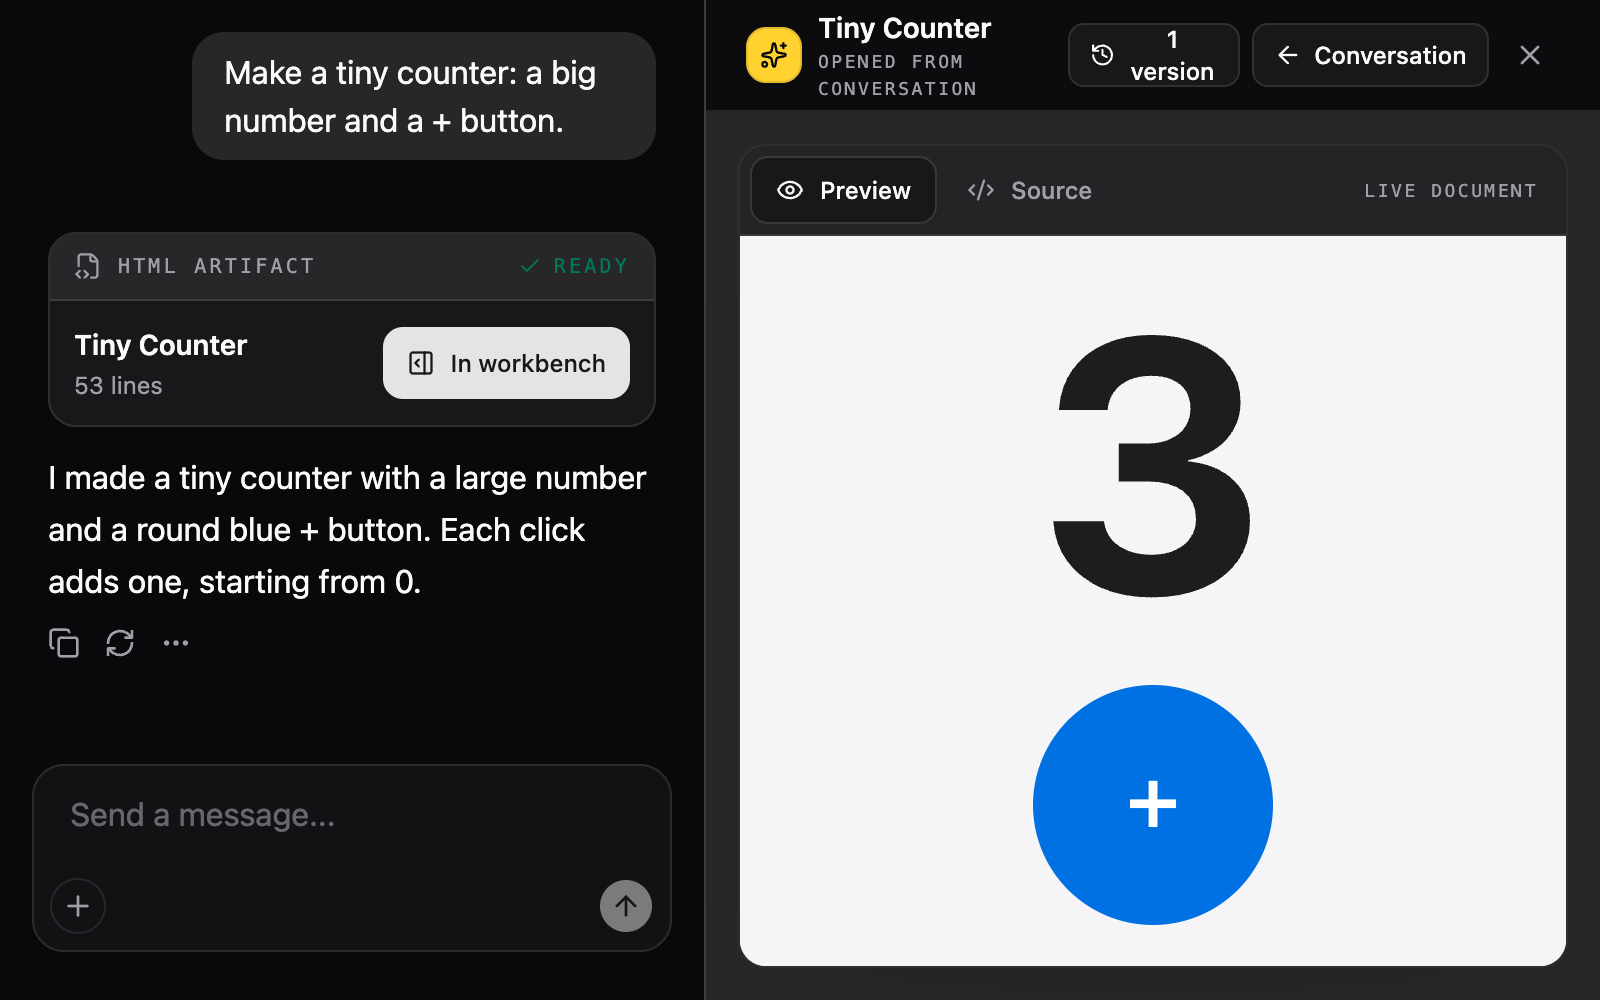 Make a tiny counter: a big
number and a + button.
HTML ARTIFACT
READY
Tiny Counter
53 lines
In workbench
I made a tiny counter with a large number
and a round blue + button. Each click
adds one, starting from 0.
Send a message...
Tiny Counter
OPENED FROM
CONVERSATION
1
version
Conversation
Preview
Source
LIVE DOCUMENT
3
+